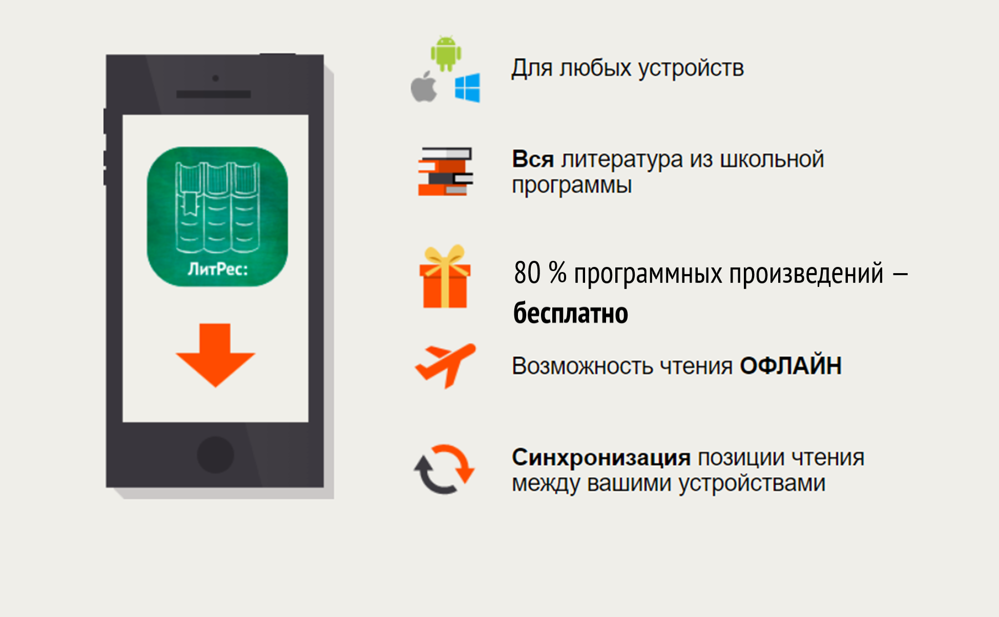 ЛитРес:
Для любых устройств
Вся литература из школьной
программы
80 % программных произведений —
бесплатно
Возможность чтения ОФЛАЙН
Синхронизация позиции чтения
между вашими устройствами